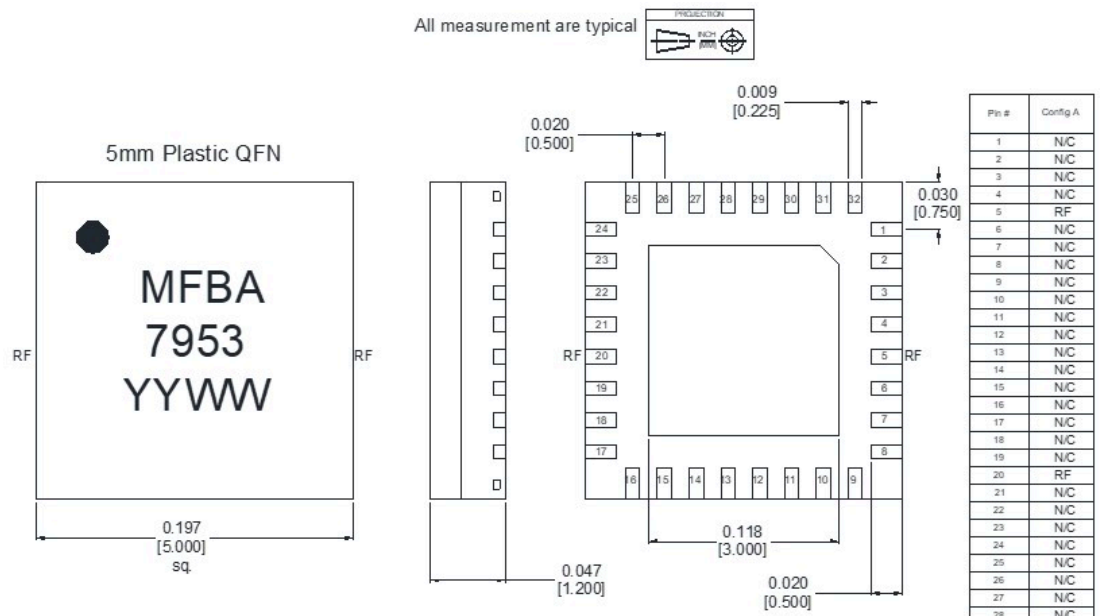 All measurement are typical
PROJECTION
INCH
[MM]
5mm Plastic QFN
MFBA
7953
YYWW
RF
RF
0.197
[5.000]
sq.
0.047
[1.200]
0.020
[0.500]
0.009
[0.225]
0.030
[0.750]
25 26 27 28 29 30 31 32
24
23
22
21
20
19
18
17
1
2
3
4
5
6
7
8
RF
RF
16 15 14 13 12 11 10 9
0.118
[3.000]
0.020
[0.500]
Pin # Config A
1 N/C
2 N/C
3 N/C
4 N/C
5 RF
6 N/C
7 N/C
8 N/C
9 N/C
10 N/C
11 N/C
12 N/C
13 N/C
14 N/C
15 N/C
16 N/C
17 N/C
18 N/C
19 N/C
20 RF
21 N/C
22 N/C
23 N/C
24 N/C
25 N/C
26 N/C
27 N/C
28 N/C